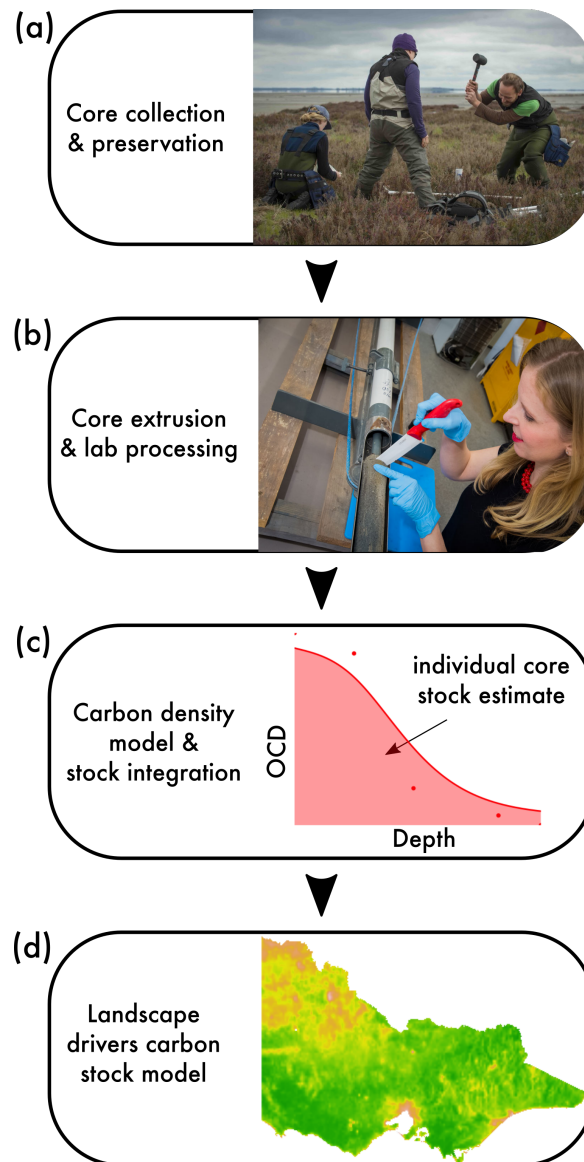 (a)
Core collection
& preservation
(b)
Core extrusion
& lab processing
(c)
Carbon density
model &
stock integration
individual core
stock estimate
OCD
Depth
(d)
Landscape
drivers carbon
stock model